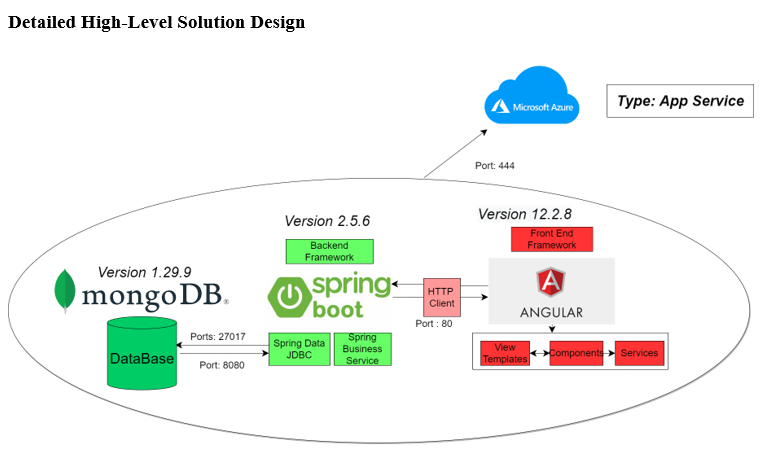 Detailed High-Level Solution Design
Microsoft Azure
Type: App Service
Port: 444
Version 12.2.8
Version 2.5.6
Front End
Framework
Backend
Framework
Version 1.29.9
mongoDB®
spring
boot
HTTP
Client
ANGULAR
Port : 80
Ports: 27017
DataBase
Port: 8080
Spring Data
JDBC
Spring
Business
Service
View
Templates
Components
Services